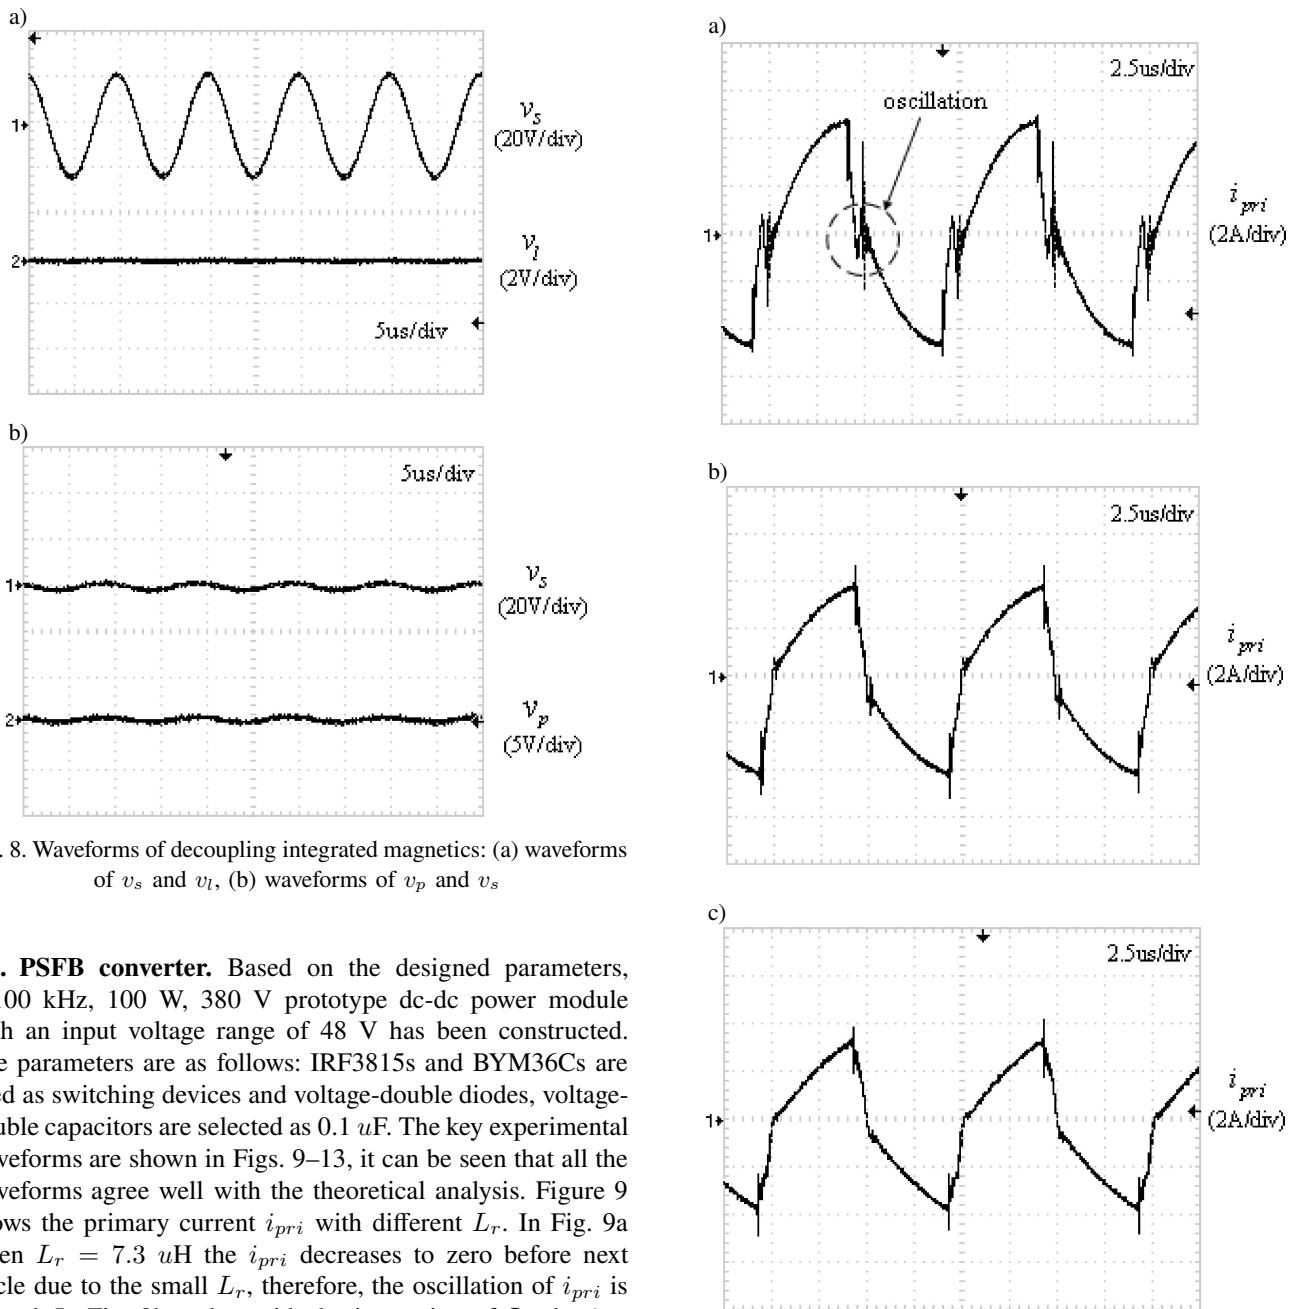 a)
1
v_s
(20V/div)
2
v_l
(2V/div)
5us/div
b)
5us/div
1
v_s
(20V/div)
2
v_p
(5V/div)
. 8. Waveforms of decoupling integrated magnetics: (a) waveforms
of v_s and v_l, (b) waveforms of v_p and v_s
. PSFB converter. Based on the designed parameters,
100 kHz, 100 W, 380 V prototype dc-dc power module
an input voltage range of 48 V has been constructed.
parameters are as follows: IRF3815s and BYM36Cs are
as switching devices and voltage-double diodes, voltage-
capacitors are selected as 0.1 uF. The key experimental
are shown in Figs. 9–13, it can be seen that all the
agree well with the theoretical analysis. Figure 9
the primary current i_pri with different L_r. In Fig. 9a
L_r = 7.3 uH the i_pri decreases to zero before next
due to the small L_r, therefore, the oscillation of i_pri is
a)
2.5us/div
oscillation
1
i_pri
(2A/div)
b)
2.5us/div
1
i_pri
(2A/div)
c)
2.5us/div
1
i_pri
(2A/div)